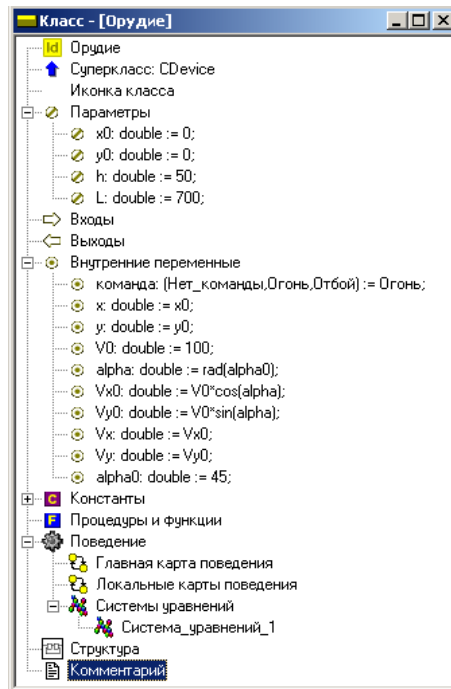 Класс - [Орудие]
Id Орудие
Суперкласс: CDevice
Иконка класса
Параметры
x0: double := 0;
y0: double := 0;
h: double := 50;
L: double := 700;
Входы
Выходы
Внутренние переменные
команда: (Нет_команды,Огонь,Отбой) := Огонь;
x: double := x0;
y: double := y0;
V0: double := 100;
alpha: double := rad(alpha0);
Vx0: double := V0*cos(alpha);
Vy0: double := V0*sin(alpha);
Vx: double := Vx0;
Vy: double := Vy0;
alpha0: double := 45;
C Константы
F Процедуры и функции
Поведение
Главная карта поведения
Локальные карты поведения
Системы уравнений
Система_уравнений_1
Структура
Комментарий